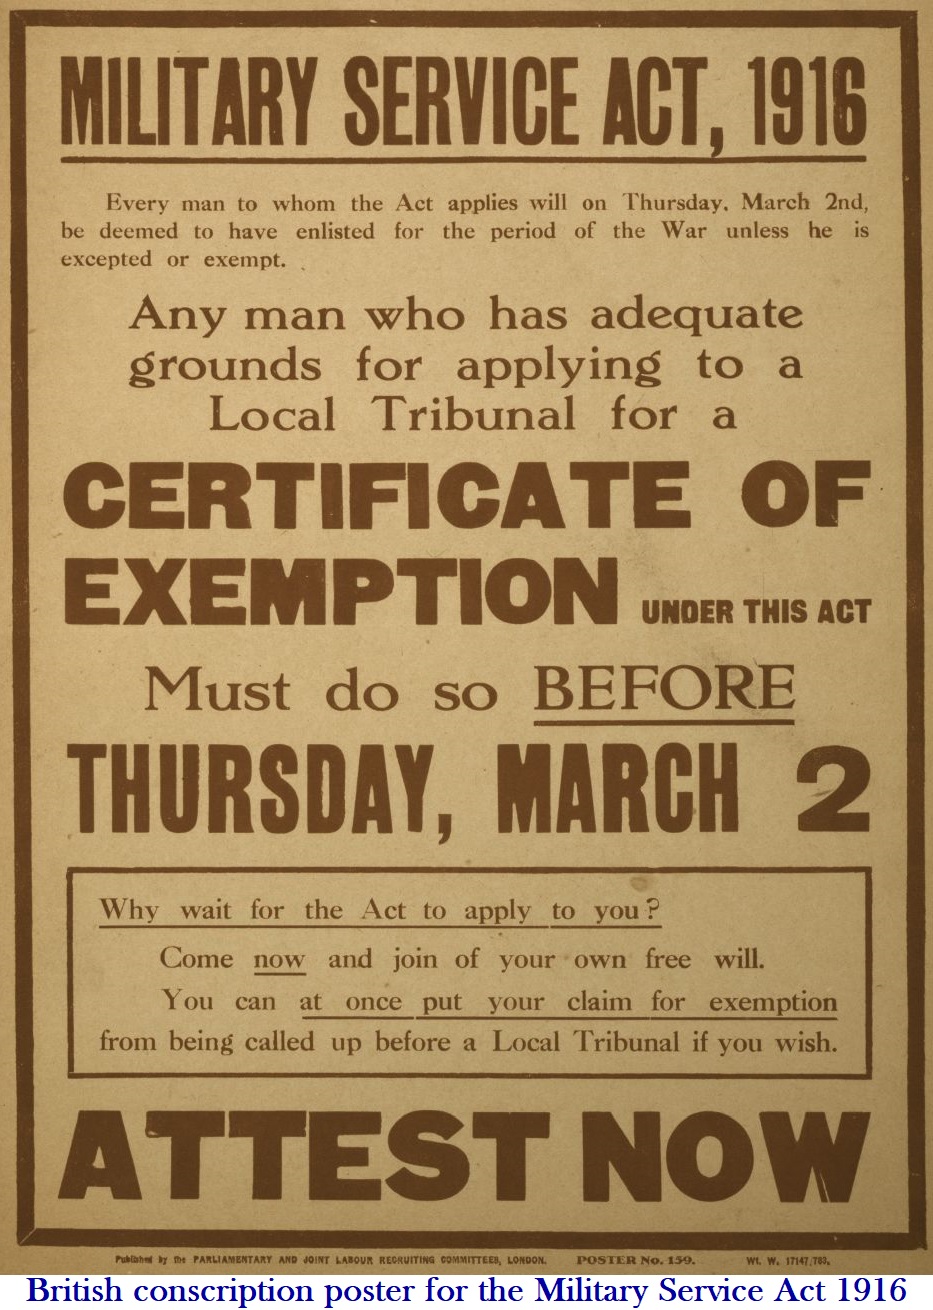 MILITARY SERVICE ACT, 1916
Every man to whom the Act applies will on Thursday, March 2nd,
be deemed to have enlisted for the period of the War unless he is
excepted or exempt.
Any man who has adequate
grounds for applying to a
Local Tribunal for a
CERTIFICATE OF
EXEMPTION UNDER THIS ACT
Must do so BEFORE
THURSDAY, MARCH 2
Why wait for the Act to apply to you?
Come now and join of your own free will.
You can at once put your claim for exemption
from being called up before a Local Tribunal if you wish.
ATTEST NOW
Published by the PARLIAMENTARY AND JOINT LABOUR RECRUITING COMMITTEES, LONDON. POSTER No. 159. Wt. W. 17147/783.
British conscription poster for the Military Service Act 1916